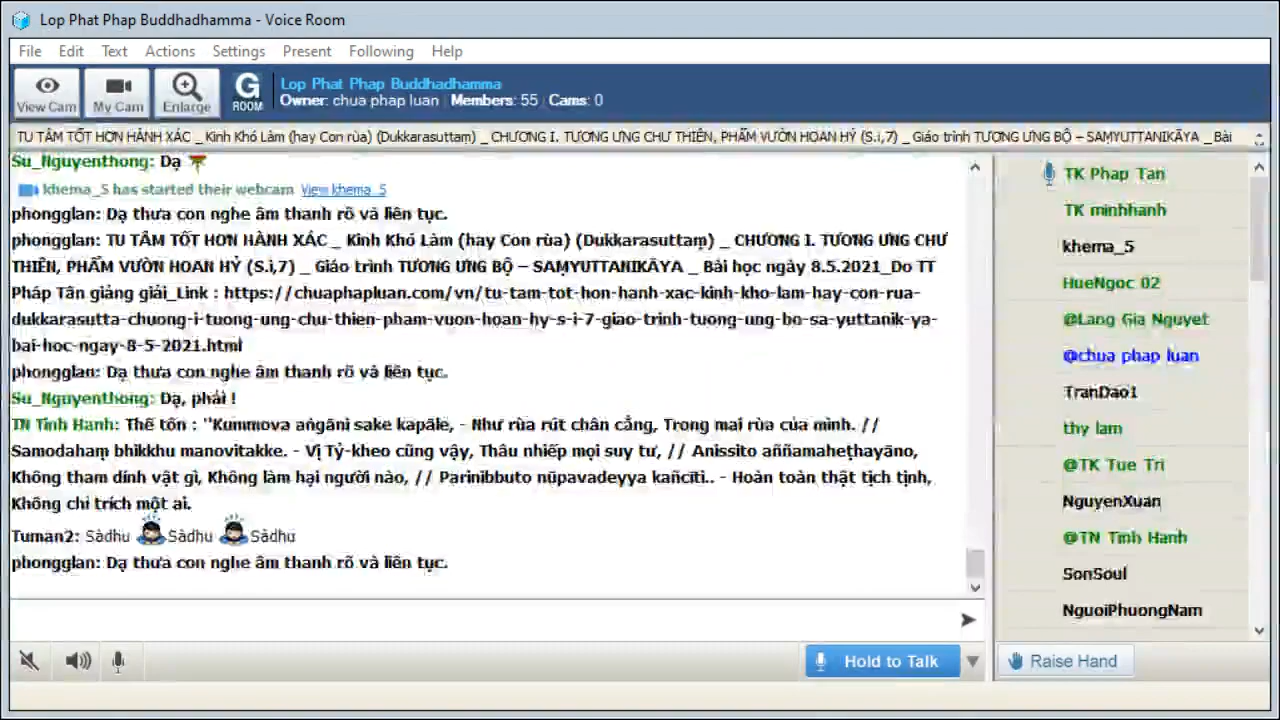 Lop Phat Phap Buddhadhamma - Voice Room
File Edit Text Actions Settings Present Following Help
View Cam My Cam Enlarge G ROOM
Lop Phat Phap Buddhadhamma
Owner: chua phap luan Members: 55 Cams: 0
TU TÂM TỐT HƠN HÀNH XÁC _ Kinh Khó Làm (hay Con rùa) (Dukkarasuttaṃ) _ CHƯƠNG I. TƯƠNG ƯNG CHƯ THIÊN, PHẨM VƯỜN HOAN HỶ (S.i,7) _ Giáo trình TƯƠNG ƯNG BỘ – SAṂYUTTANIKĀYA _ Bài
Su_Nguyenthong: Dạ
khema_5 has started their webcam View khema_5
phongglan: Dạ thưa con nghe âm thanh rõ và liên tục.
phongglan: TU TÂM TỐT HƠN HÀNH XÁC _ Kinh Khó Làm (hay Con rùa) (Dukkarasuttaṃ) _ CHƯƠNG I. TƯƠNG ƯNG CHƯ
THIÊN, PHẨM VƯỜN HOAN HỶ (S.i,7) _ Giáo trình TƯƠNG ƯNG BỘ – SAṂYUTTANIKĀYA _ Bài học ngày 8.5.2021_Do TT
Pháp Tân giảng giải_Link : https://chuaphapluan.com/vn/tu-tam-tot-hon-hanh-xac-kinh-kho-lam-hay-con-rua-
dukkarasutta-chuong-i-tuong-ung-chu-thien-pham-vuon-hoan-hy-s-i-7-giao-trinh-tuong-ung-bo-sa-yuttanik-ya-
bai-hoc-ngay-8-5-2021.html
phongglan: Dạ thưa con nghe âm thanh rõ và liên tục.
Su_Nguyenthong: Dạ, phải !
TN Tinh Hanh: Thế tôn : "Kummova aṅgāni sake kapāle, - Như rùa rút chân cẳng, Trong mai rùa của mình. //
Samodahaṃ bhikkhu manovitakke. - Vị Tỷ-kheo cũng vậy, Thâu nhiếp mọi suy tư, // Anissito aññamaheṭhayāno,
Không tham dính vật gì, Không làm hại người nào, // Parinibbuto nūpavadeyya kañcīti.. - Hoàn toàn thật tịch tịnh,
Không chỉ trích một ai.
Tuman2: Sādhu Sādhu Sādhu
phongglan: Dạ thưa con nghe âm thanh rõ và liên tục.
TK Phap Tan
TK minhhanh
khema_5
HueNgoc 02
@Lang Gia Nguyet
@chua phap luan
TranDao1
thy lam
@TK Tue Tri
NguyenXuan
@TN Tinh Hanh
SonSoul
NguoiPhuongNam
Hold to Talk
Raise Hand